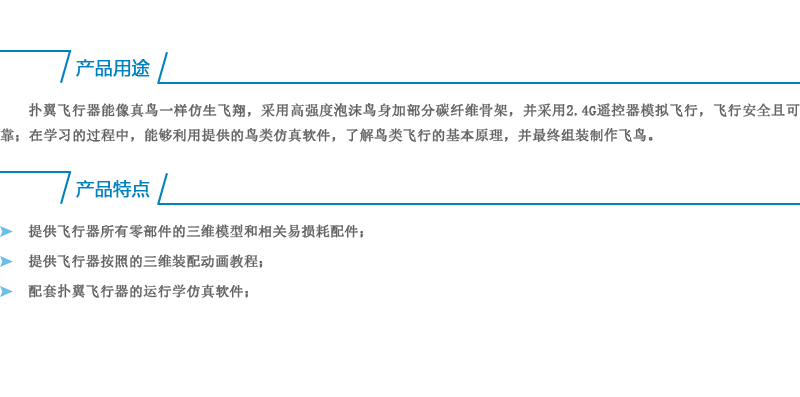 产品用途
扑翼飞行器能像真鸟一样仿生飞翔，采用高强度泡沫鸟身加部分碳纤维骨架，并采用2.4G遥控器模拟飞行，飞行安全且可
靠；在学习的过程中，能够利用提供的鸟类仿真软件，了解鸟类飞行的基本原理，并最终组装制作飞鸟。
产品特点
提供飞行器所有零部件的三维模型和相关易损耗配件；
提供飞行器按照的三维装配动画教程；
配套扑翼飞行器的运行学仿真软件；